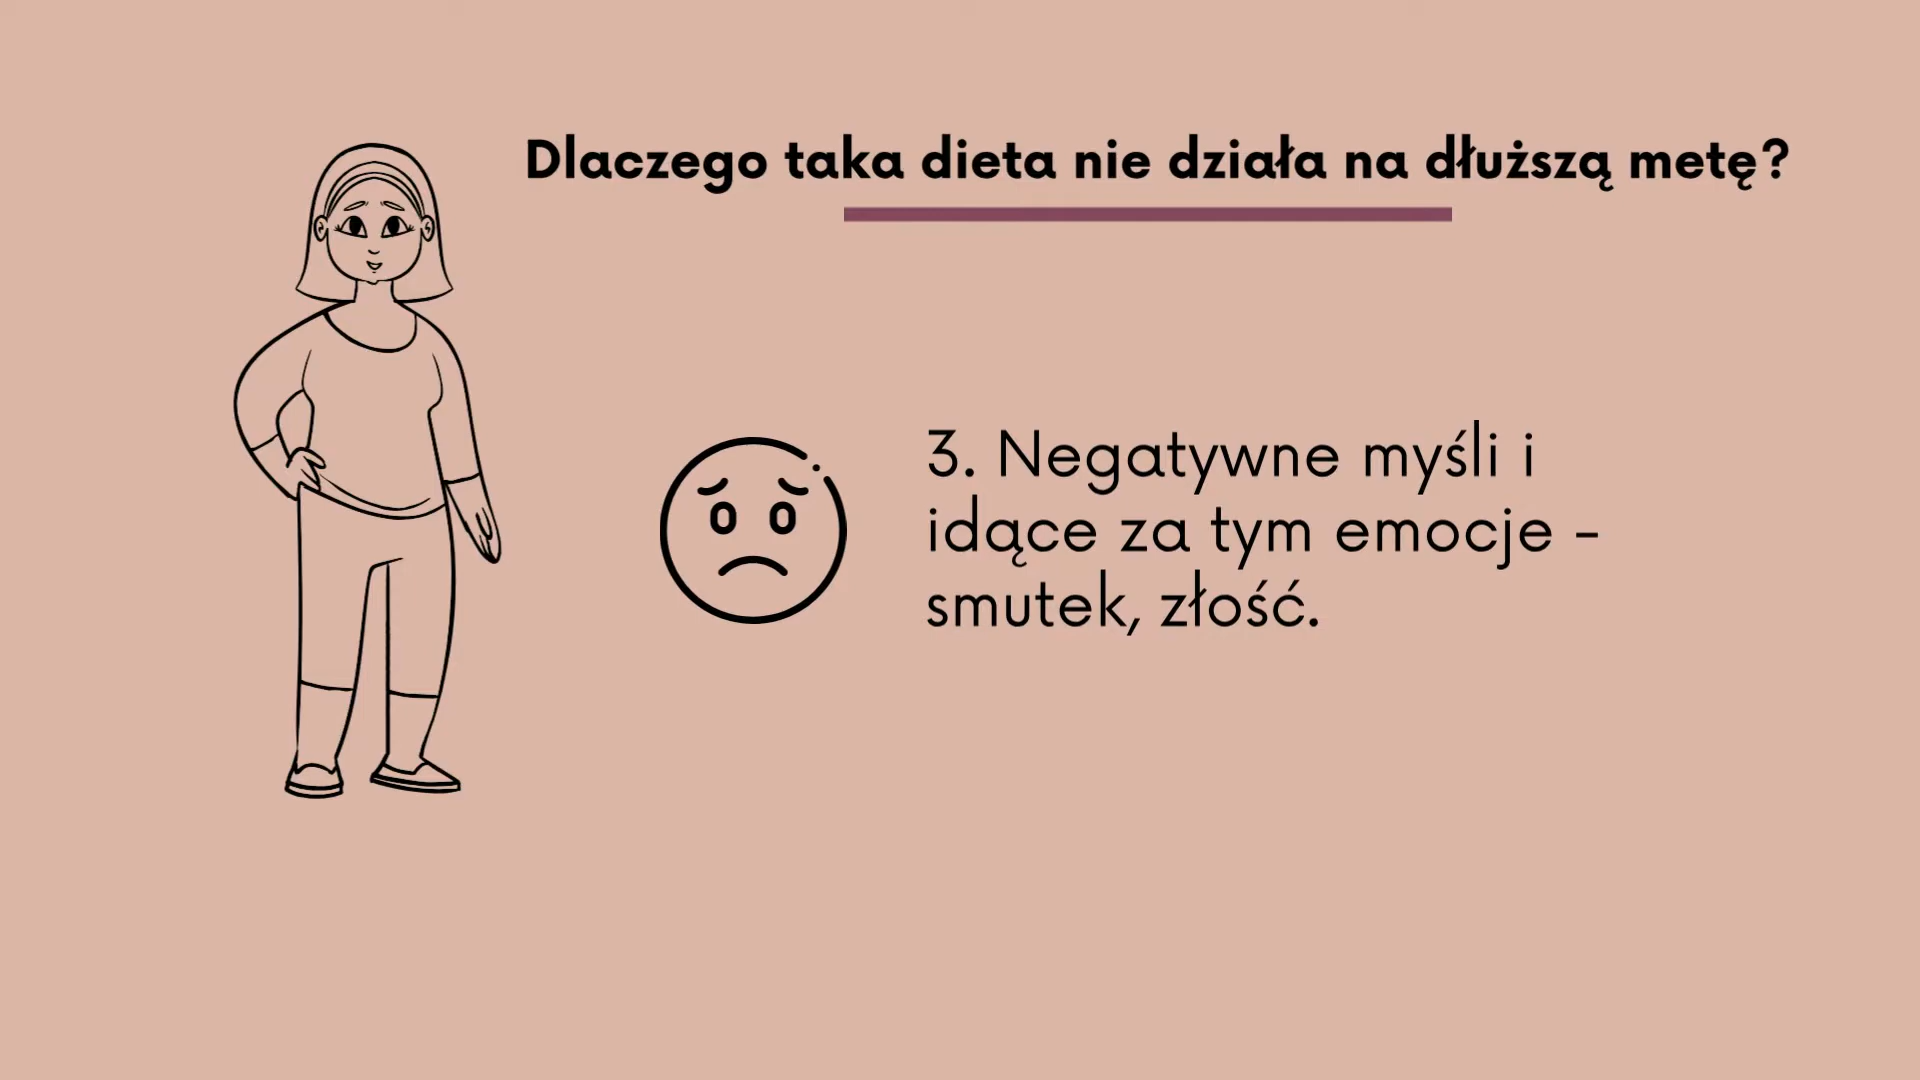 Dlaczego taka dieta nie działa na dłuższą metę?
3. Negatywne myśli i
idące za tym emocje -
smutek, złość.